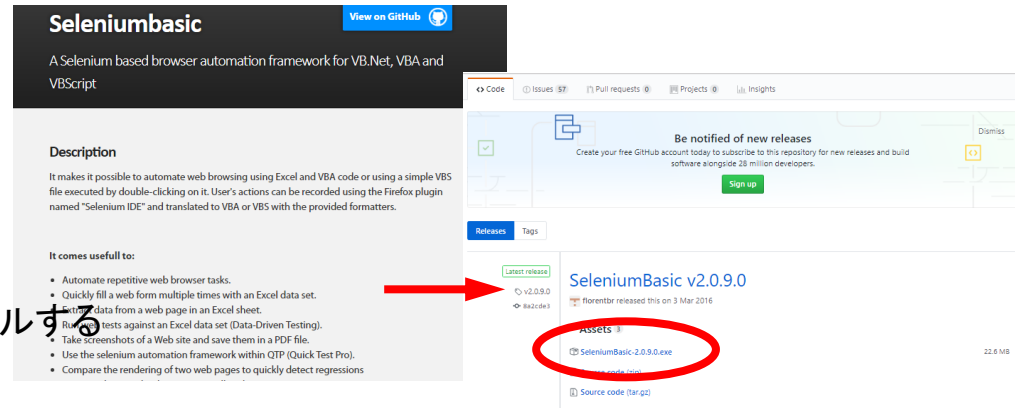 Seleniumbasic
View on GitHub
A Selenium based browser automation framework for VB.Net, VBA and
VBScript
Description
It makes it possible to automate web browsing using Excel and VBA code or using a simple VBS
file executed by double-clicking on it. User's actions can be recorded using the Firefox plugin
named "Selenium IDE" and translated to VBA or VBS with the provided formatters.
It comes usefull to:
Automate repetitive web browser tasks.
Quickly fill a web form multiple times with an Excel data set.
Extract data from a web page in an Excel sheet.
Run web tests against an Excel data set (Data-Driven Testing).
Take screenshots of a Web site and save them in a PDF file.
Use the selenium automation framework within QTP (Quick Test Pro).
Compare the rendering of two web pages to quickly detect regressions
ルする
Code
Issues 57
Pull requests 0
Projects 0
Insights
Be notified of new releases
Dismiss
Create your free GitHub account today to subscribe to this repository for new releases and build
software alongside 28 million developers.
Sign up
Releases
Tags
Latest release
v2.0.9.0
8a2cde3
SeleniumBasic v2.0.9.0
florentbr released this on 3 Mar 2016
Assets 3
SeleniumBasic-2.0.9.0.exe
22.6 MB
Source code (zip)
Source code (tar.gz)